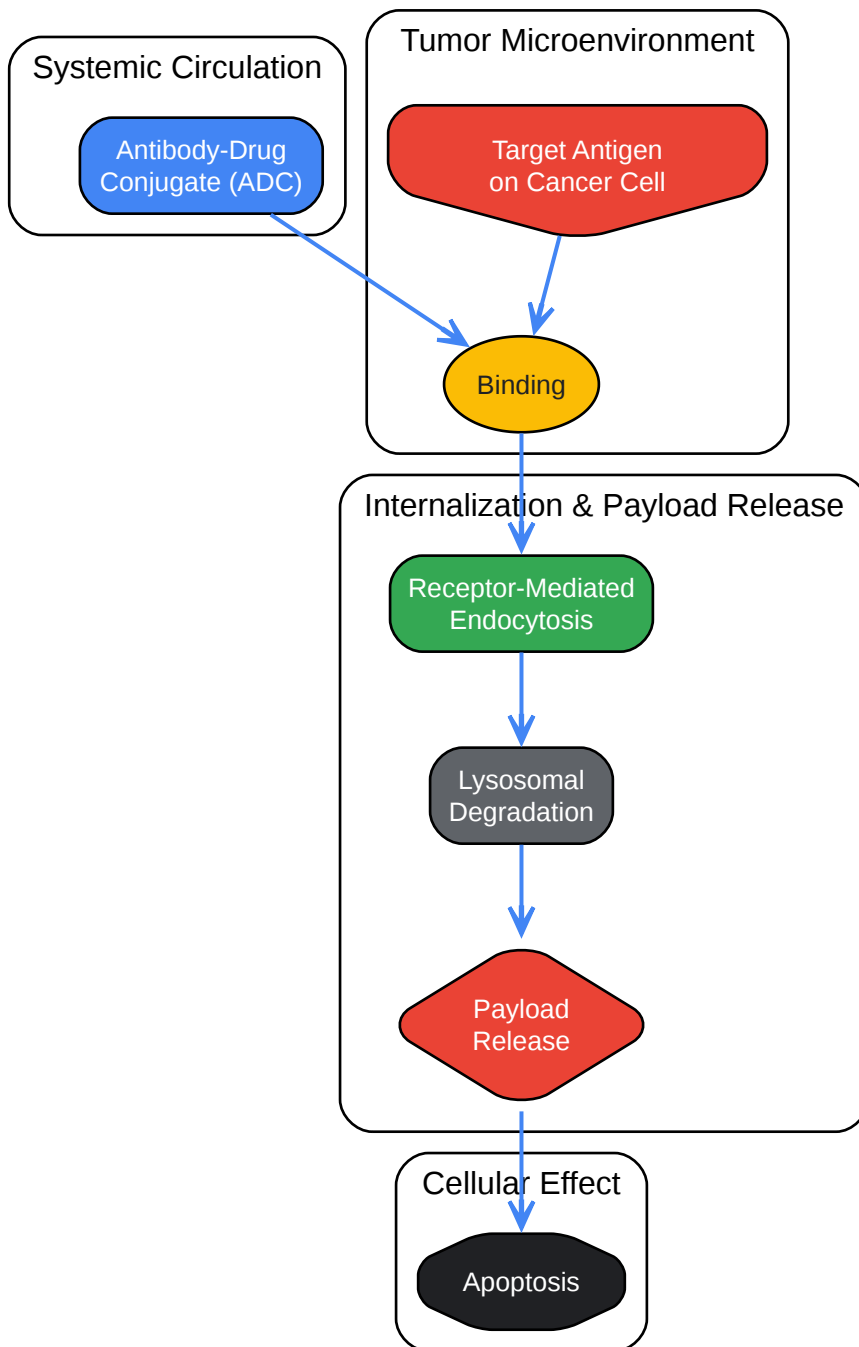 Systemic Circulation
Antibody-Drug
Conjugate (ADC)
Tumor Microenvironment
Target Antigen
on Cancer Cell
Binding
Internalization & Payload Release
Receptor-Mediated
Endocytosis
Lysosomal
Degradation
Payload
Release
Cellular Effect
Apoptosis